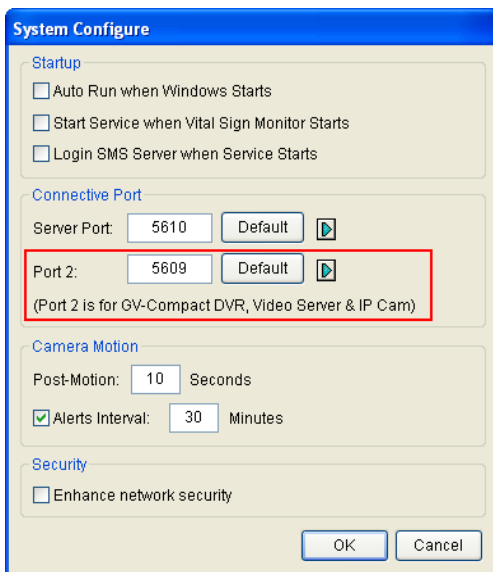 System Configure
Startup
Auto Run when Windows Starts
Start Service when Vital Sign Monitor Starts
Login SMS Server when Service Starts
Connective Port
Server Port: 5610 Default
Port 2: 5609 Default
(Port 2 is for GV-Compact DVR, Video Server & IP Cam)
Camera Motion
Post-Motion: 10 Seconds
Alerts Interval: 30 Minutes
Security
Enhance network security
OK Cancel